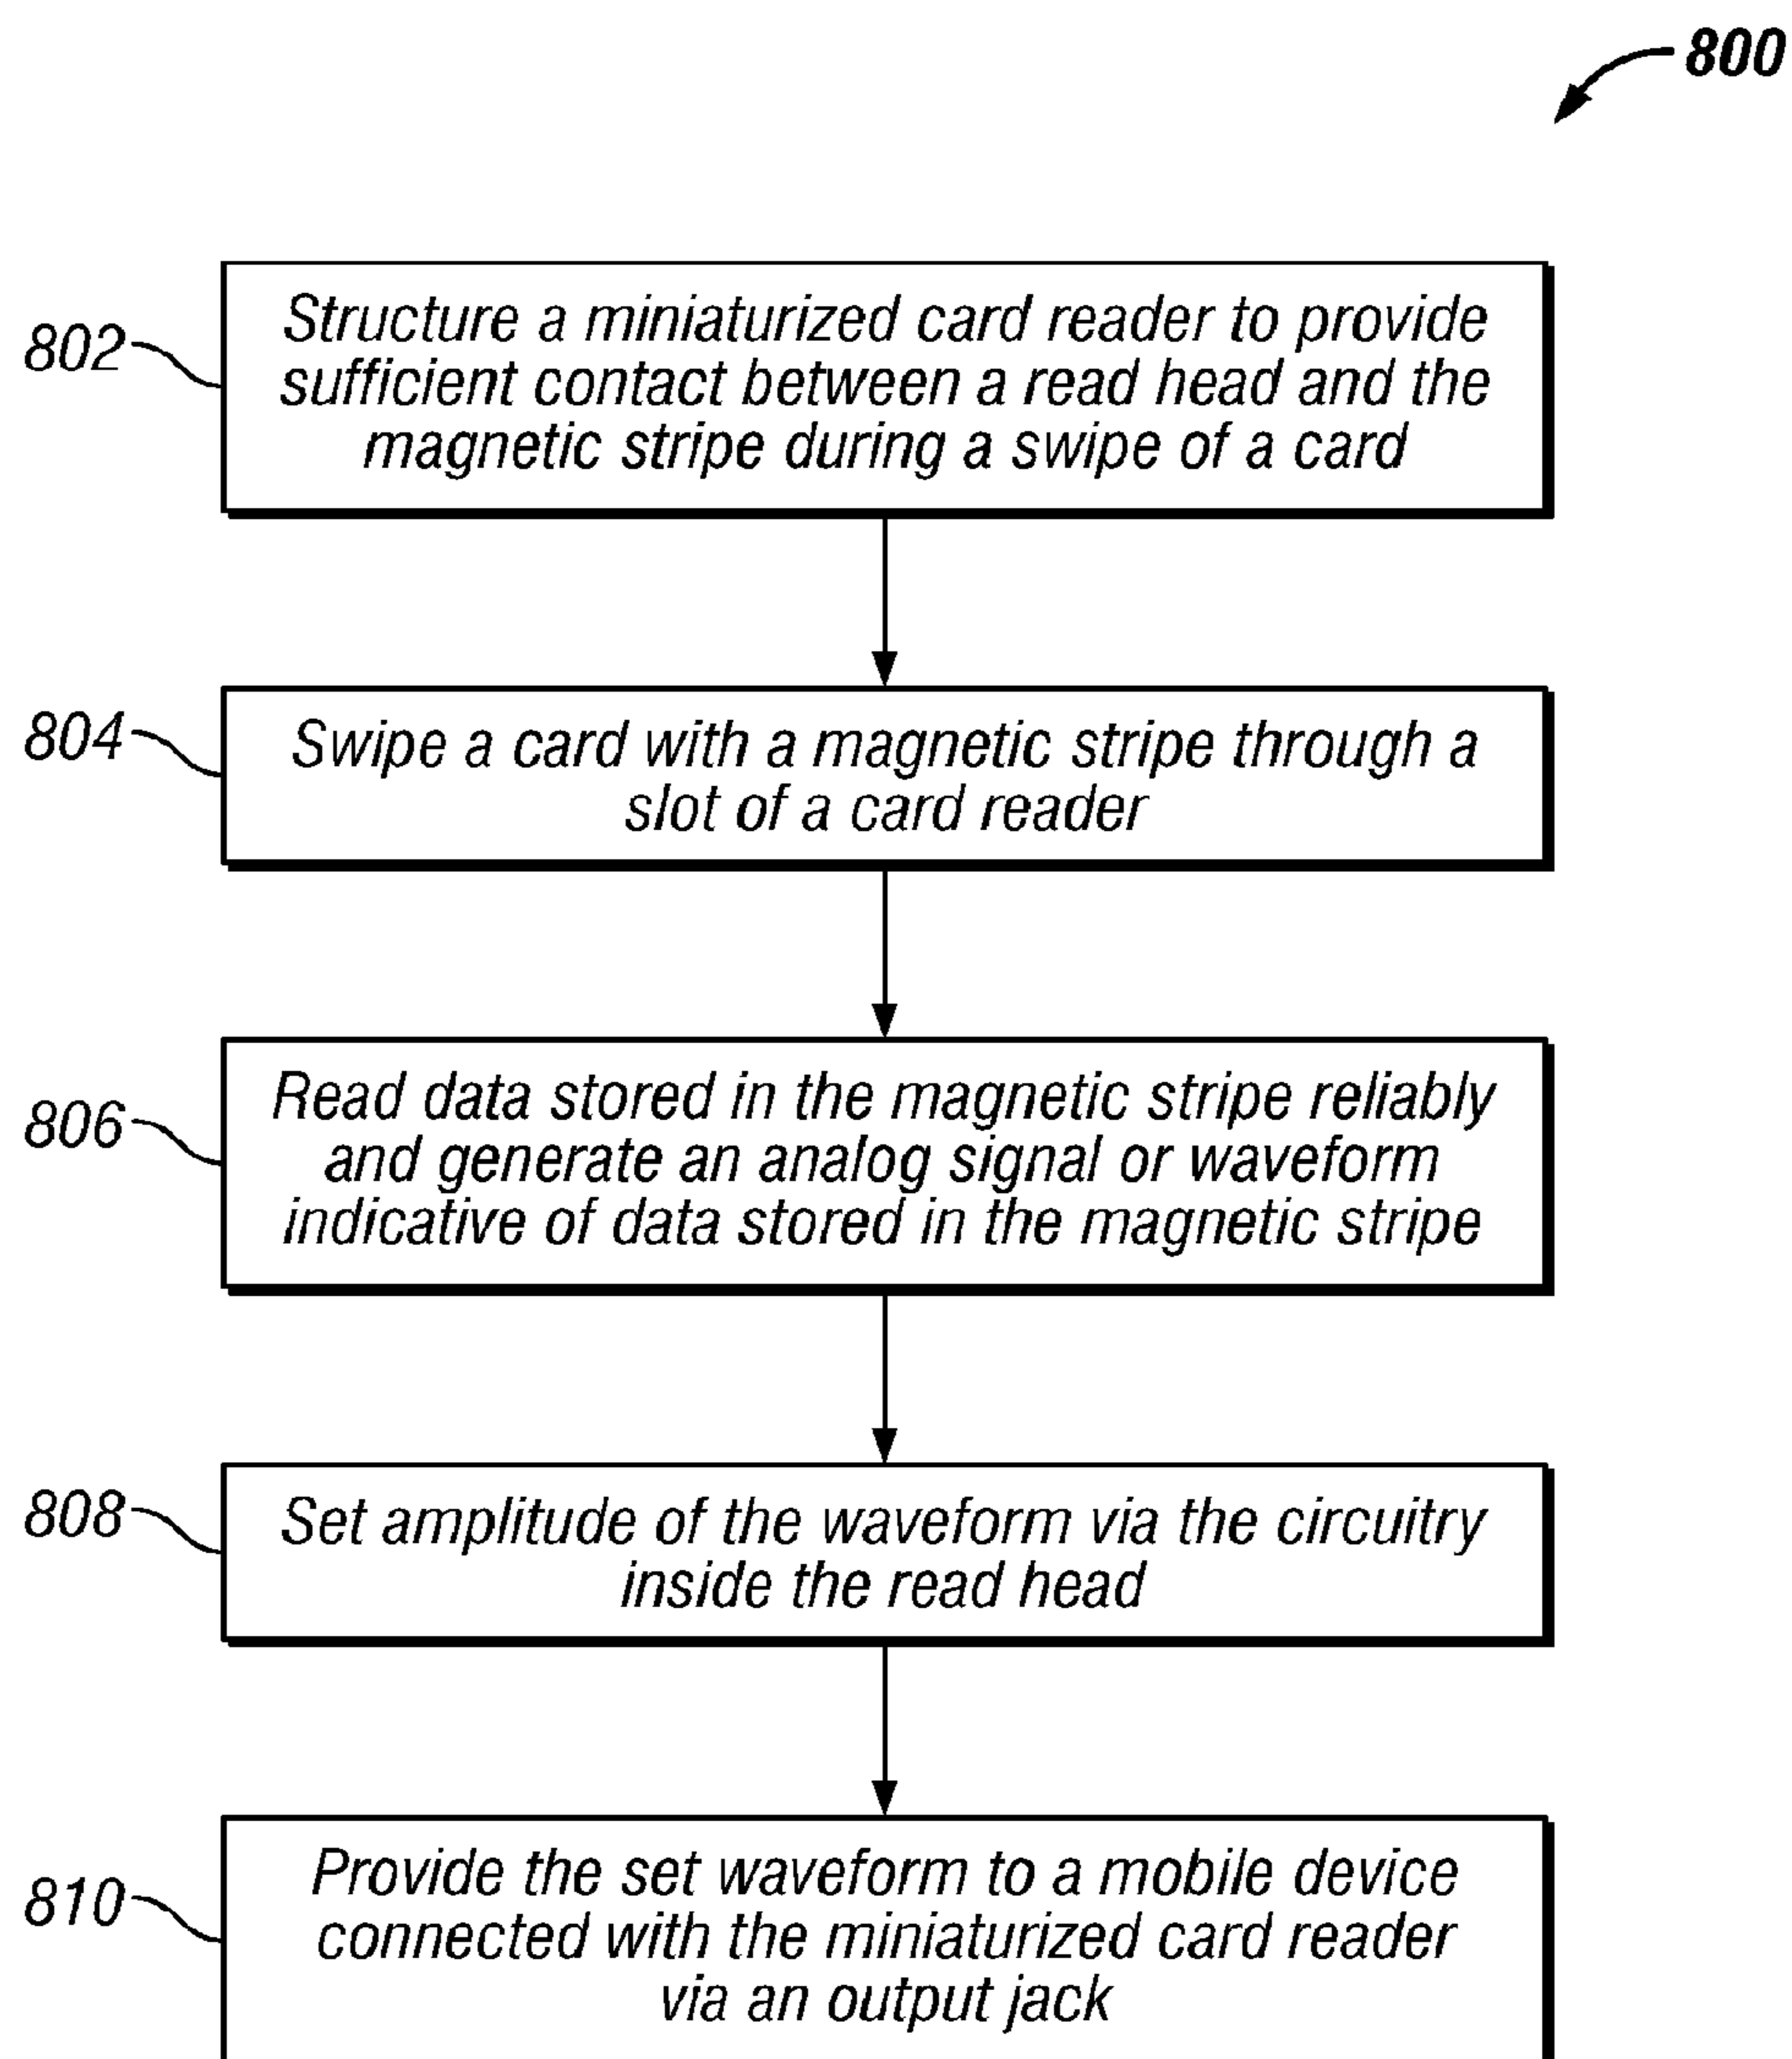 800
802
Structure a miniaturized card reader to provide
sufficient contact between a read head and the
magnetic stripe during a swipe of a card
804
Swipe a card with a magnetic stripe through a
slot of a card reader
806
Read data stored in the magnetic stripe reliably
and generate an analog signal or waveform
indicative of data stored in the magnetic stripe
808
Set amplitude of the waveform via the circuitry
inside the read head
810
Provide the set waveform to a mobile device
connected with the miniaturized card reader
via an output jack